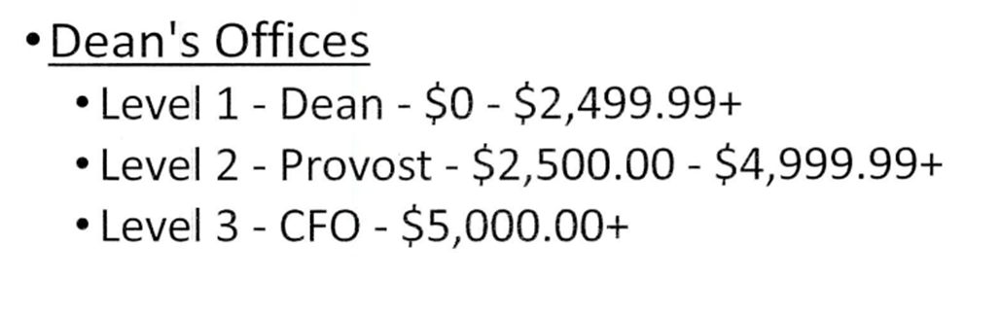 •Dean's Offices
•Level 1 - Dean - $0 - $2,499.99+
•Level 2 - Provost - $2,500.00 - $4,999.99+
•Level 3 - CFO - $5,000.00+